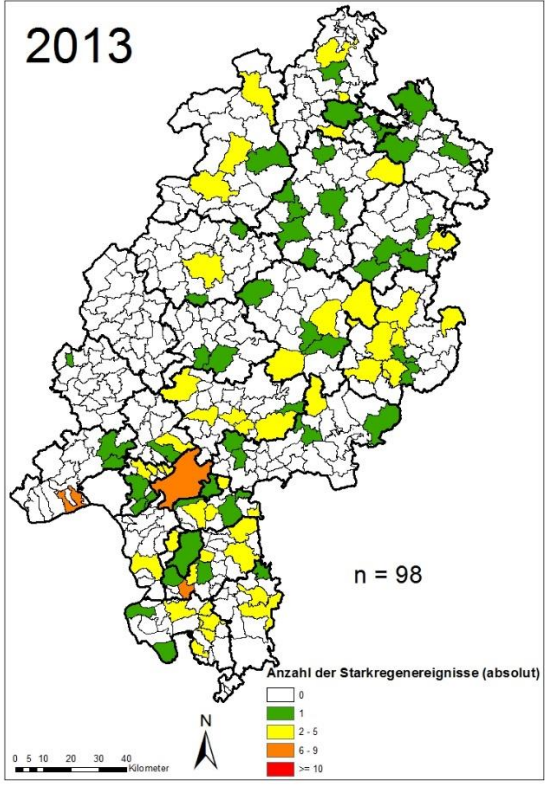 2013
n = 98
Anzahl der Starkregenereignisse (absolut)
0
1
2 - 5
6 - 9
>= 10
N
0 5 10 20 30 40
Kilometer